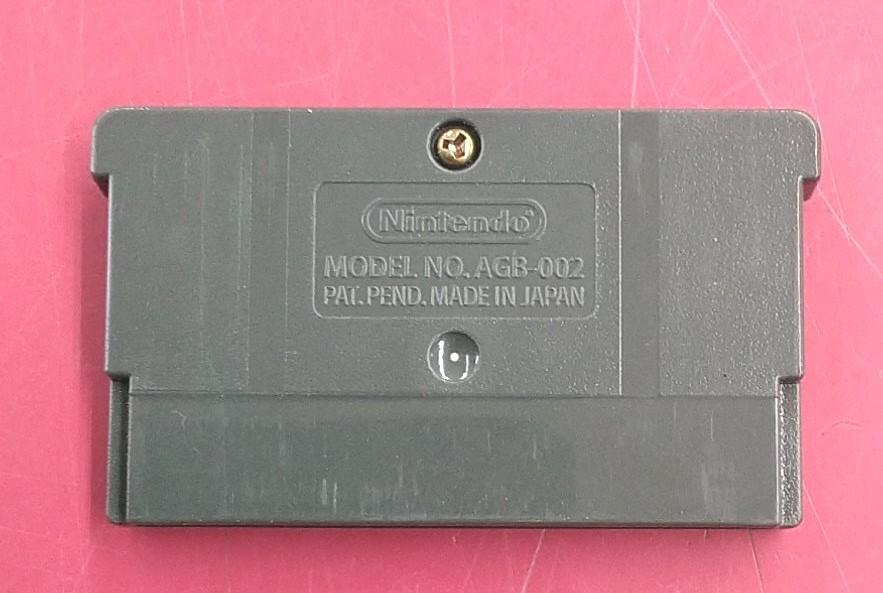 Nintendo®
MODEL NO. AGB-002
PAT. PEND. MADE IN JAPAN